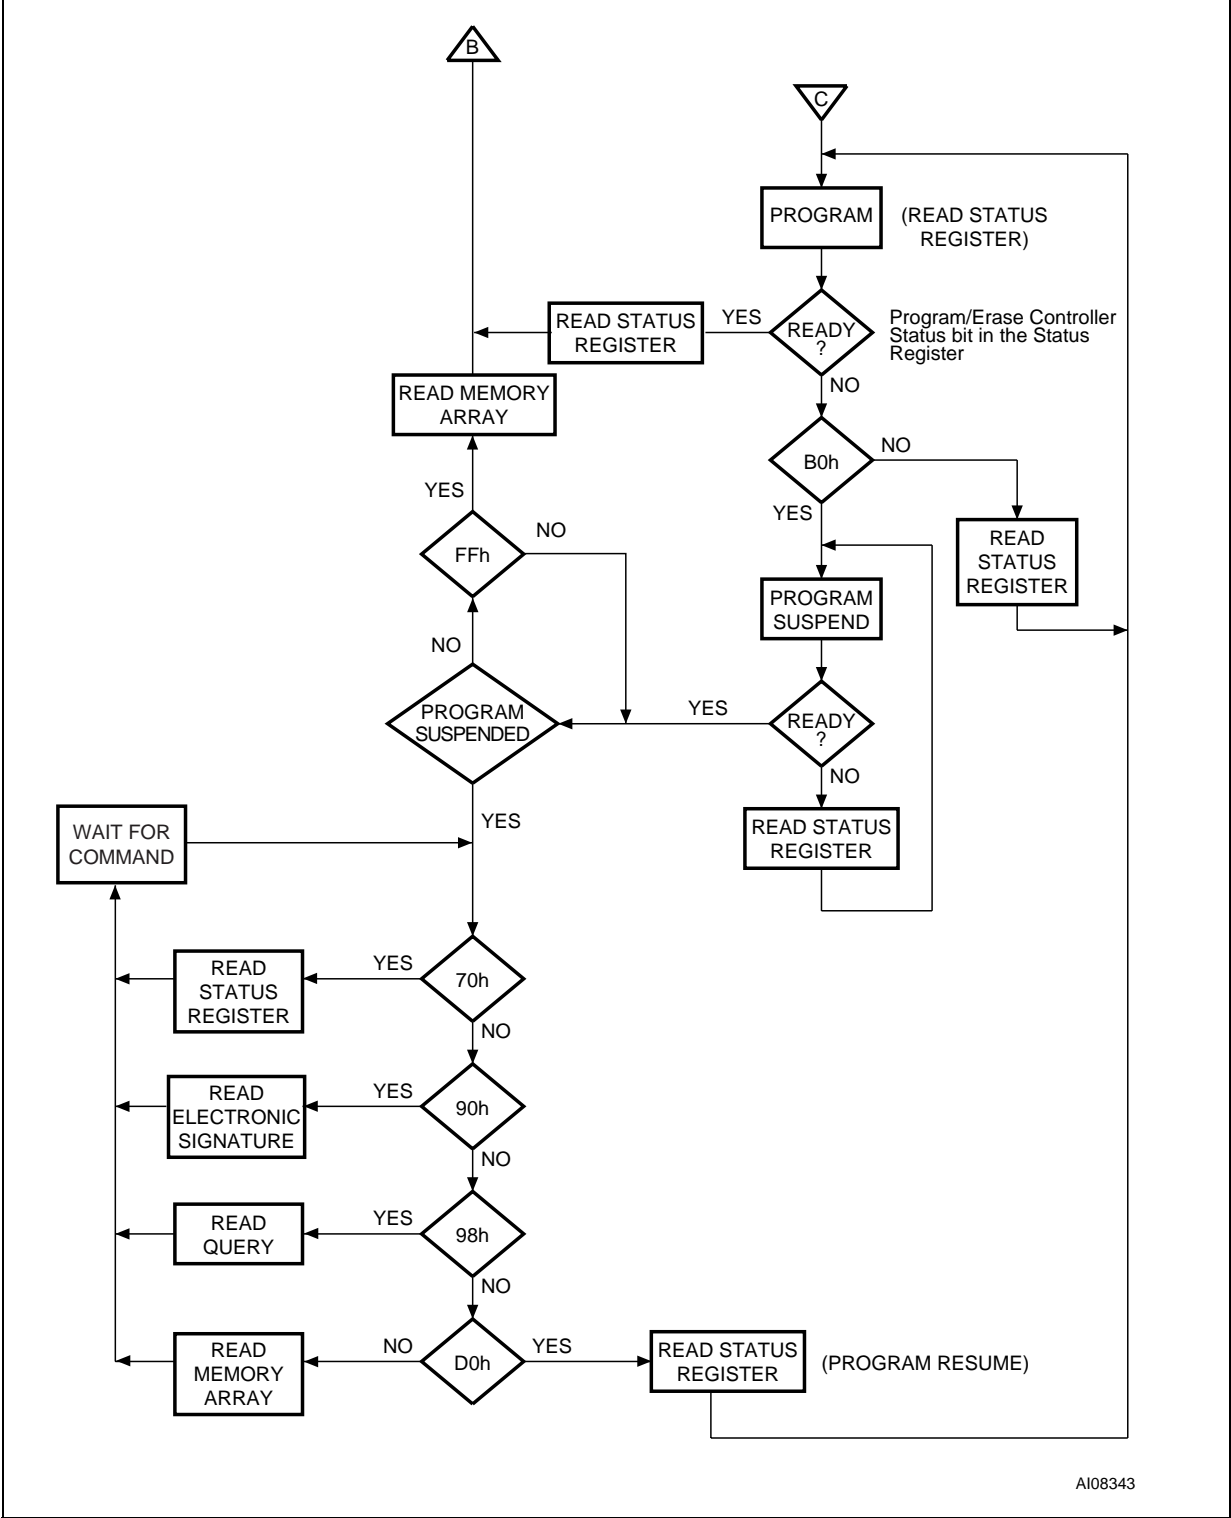 B
C
PROGRAM
(READ STATUS
REGISTER)
READ STATUS
REGISTER
YES
READY
?
Program/Erase Controller
Status bit in the Status
Register
NO
READ MEMORY
ARRAY
B0h
NO
YES
YES
FFh
NO
READ
STATUS
REGISTER
PROGRAM
SUSPEND
NO
PROGRAM
SUSPENDED
YES
READY
?
NO
YES
WAIT FOR
COMMAND
READ STATUS
REGISTER
READ
STATUS
REGISTER
YES
70h
NO
READ
ELECTRONIC
SIGNATURE
YES
90h
NO
READ
QUERY
YES
98h
NO
READ
MEMORY
ARRAY
NO
D0h
YES
READ STATUS
REGISTER
(PROGRAM RESUME)
AI08343